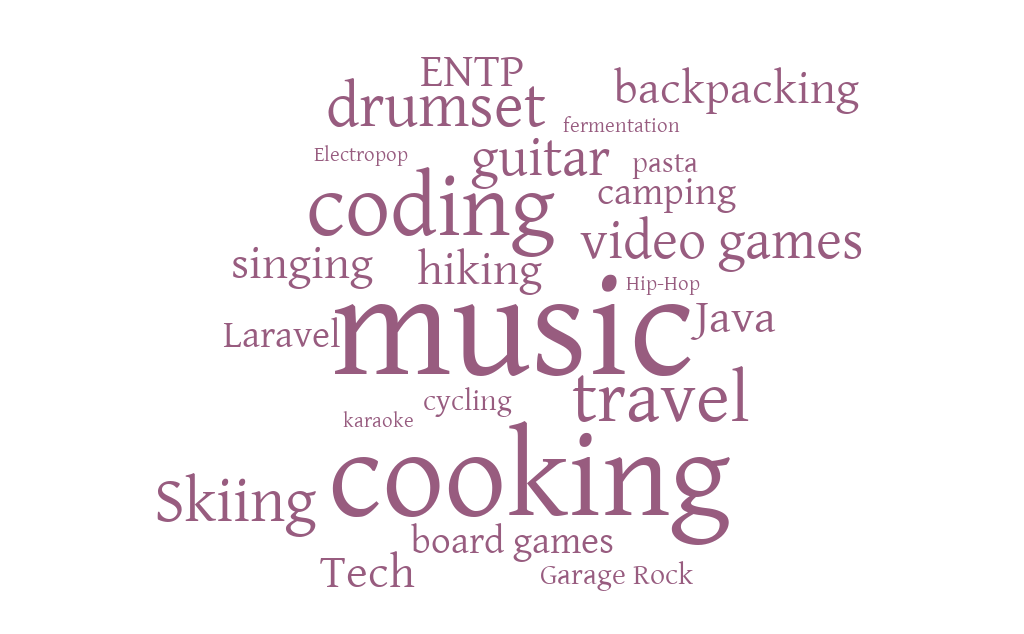 ENTP
backpacking
drumset
fermentation
Electropop
guitar
pasta
camping
coding
video games
singing
hiking
Hip-Hop
music
Java
Laravel
travel
cycling
karaoke
cooking
Skiing
board games
Tech
Garage Rock